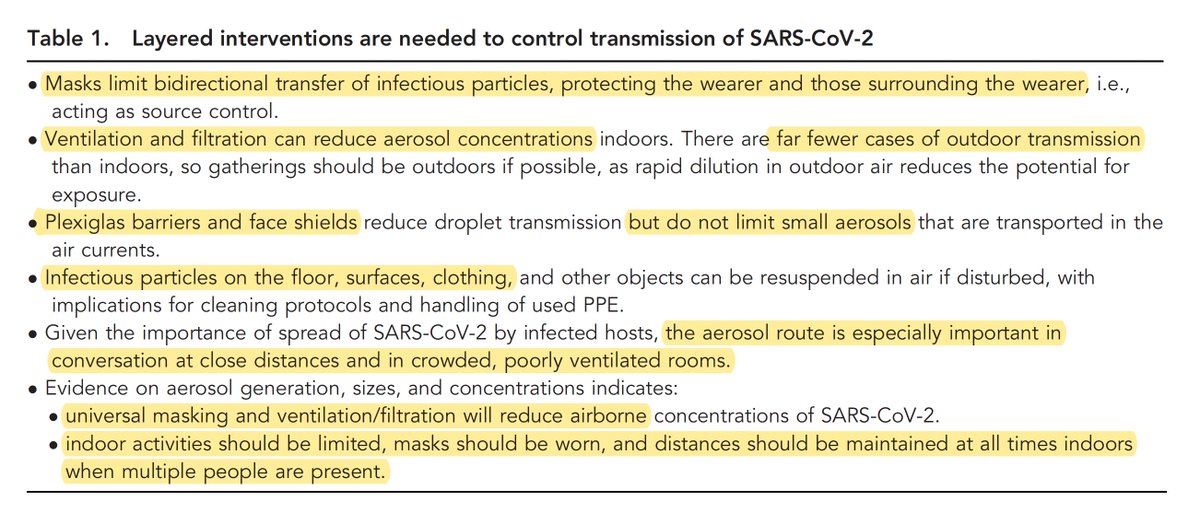 Table 1. Layered interventions are needed to control transmission of SARS-CoV-2
• Masks limit bidirectional transfer of infectious particles, protecting the wearer and those surrounding the wearer, i.e.,
acting as source control.
• Ventilation and filtration can reduce aerosol concentrations indoors. There are far fewer cases of outdoor transmission
than indoors, so gatherings should be outdoors if possible, as rapid dilution in outdoor air reduces the potential for
exposure.
• Plexiglas barriers and face shields reduce droplet transmission but do not limit small aerosols that are transported in the
air currents.
• Infectious particles on the floor, surfaces, clothing, and other objects can be resuspended in air if disturbed, with
implications for cleaning protocols and handling of used PPE.
• Given the importance of spread of SARS-CoV-2 by infected hosts, the aerosol route is especially important in
conversation at close distances and in crowded, poorly ventilated rooms.
• Evidence on aerosol generation, sizes, and concentrations indicates:
• universal masking and ventilation/filtration will reduce airborne concentrations of SARS-CoV-2.
• indoor activities should be limited, masks should be worn, and distances should be maintained at all times indoors
when multiple people are present.